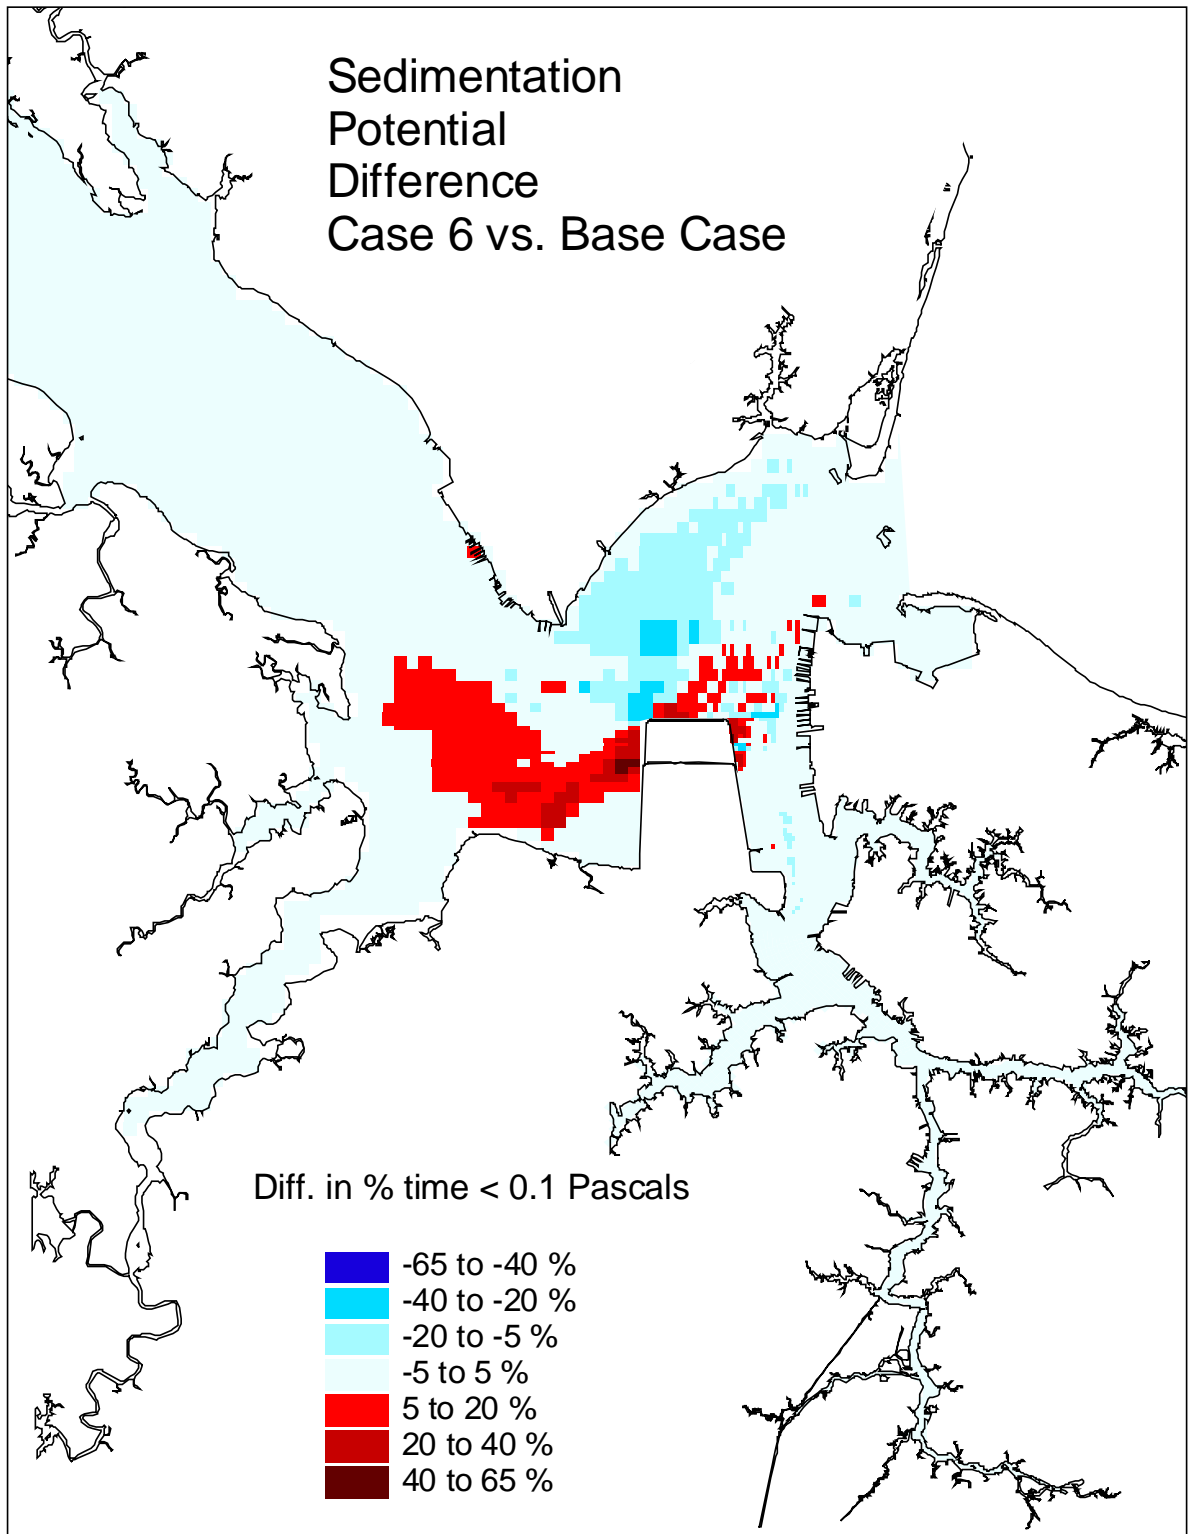 Sedimentation
Potential
Difference
Case 6 vs. Base Case
Diff. in % time < 0.1 Pascals
-65 to -40 %
-40 to -20 %
-20 to -5 %
-5 to 5 %
5 to 20 %
20 to 40 %
40 to 65 %